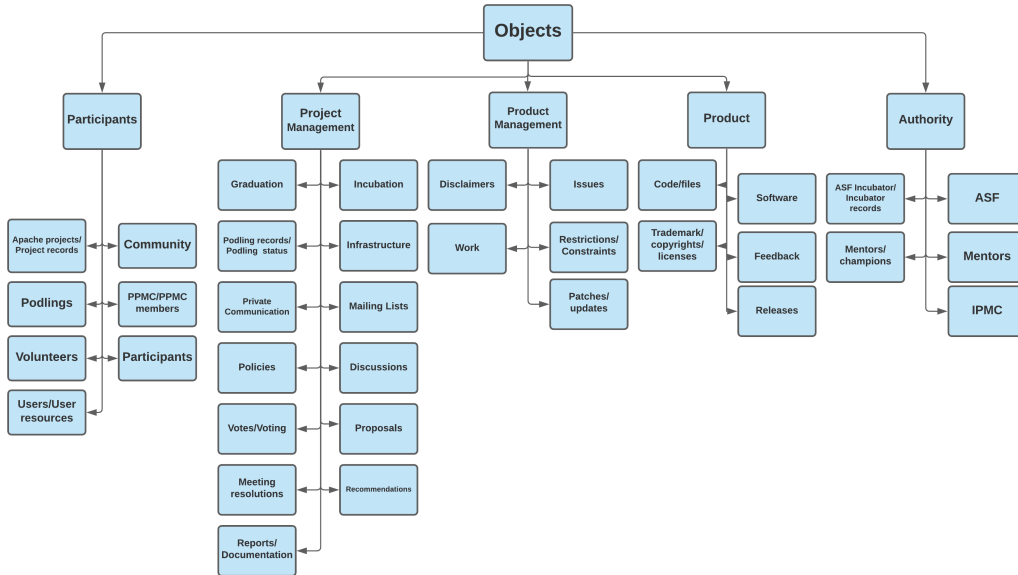 Objects
Participants
Project
Management
Product
Management
Product
Authority
Graduation
Incubation
Disclaimers
Issues
Code/files
Software
ASF Incubator/
Incubator
records
ASF
Apache projects/
Project records
Community
Podling records/
Podling status
Infrastructure
Work
Restrictions/
Constraints
Trademark/
copyrights/
licenses
Feedback
Mentors/
champions
Mentors
Podlings
PPMC/PPMC
members
Private
Communication
Mailing Lists
Patches/
updates
Releases
IPMC
Volunteers
Participants
Policies
Discussions
Users/User
resources
Votes/Voting
Proposals
Meeting
resolutions
Recommendations
Reports/
Documentation